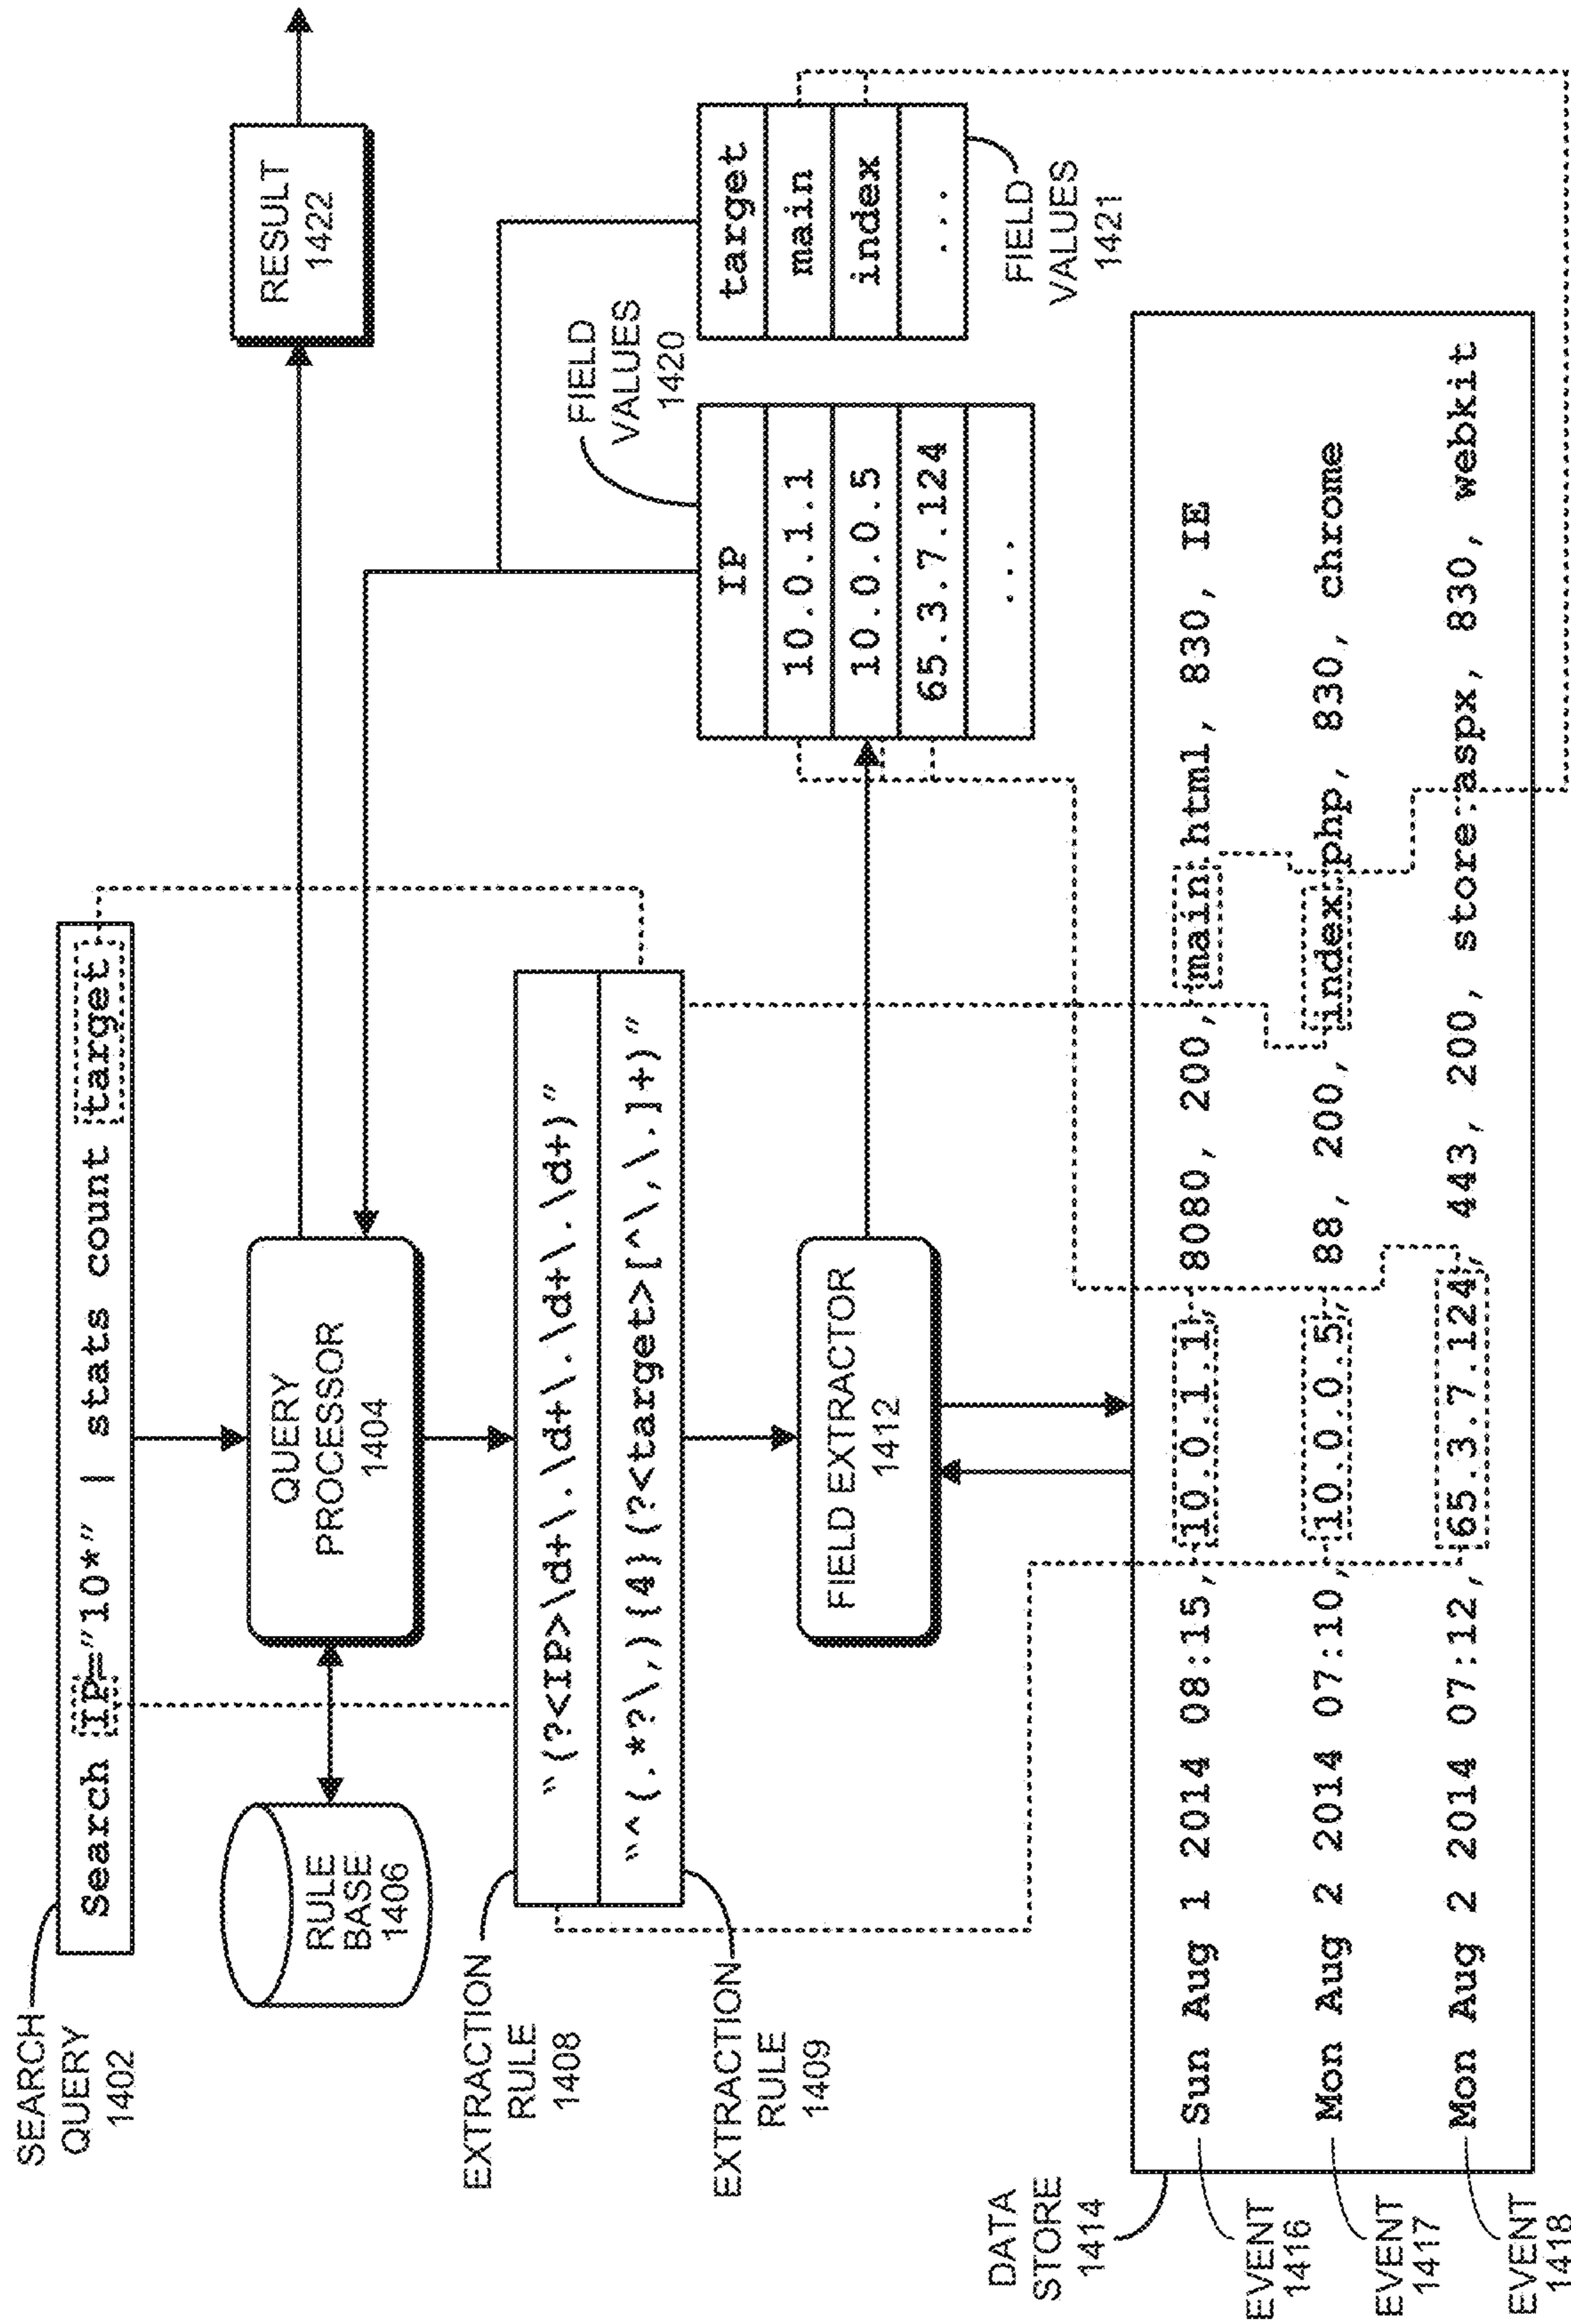 SEARCH
QUERY
1402
Search IP="10*" | stats count target
RULE
BASE
1406
QUERY
PROCESSOR
1404
RESULT
1422
EXTRACTION
RULE
1408
"(?<IP>\d+\.\d+\.\d+\.\d+)"
"^(.*?\,){4}(?<target>[^\,\.]+)"
EXTRACTION
RULE
1409
FIELD
VALUES
1420
FIELD EXTRACTOR
1412
IP
10.0.1.1
10.0.0.5
65.3.7.124
...
target
main
index
...
FIELD
VALUES
1421
DATA
STORE
1414
EVENT
1416
Sun Aug 1 2014 08:15, 10.0.1.1, 8080, 200, main.html, 830, IE
EVENT
1417
Mon Aug 2 2014 07:10, 10.0.0.5, 88, 200, index.php, 830, chrome
EVENT
1418
Mon Aug 2 2014 07:12, 65.3.7.124, 443, 200, store.aspx, 830, webkit